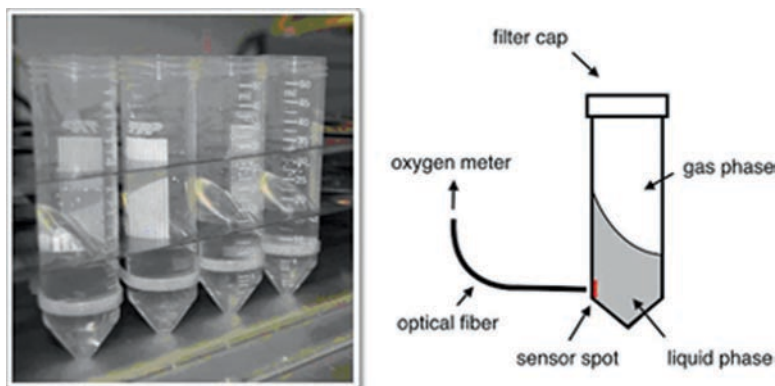 filter cap
oxygen meter
gas phase
optical fiber
sensor spot
liquid phase